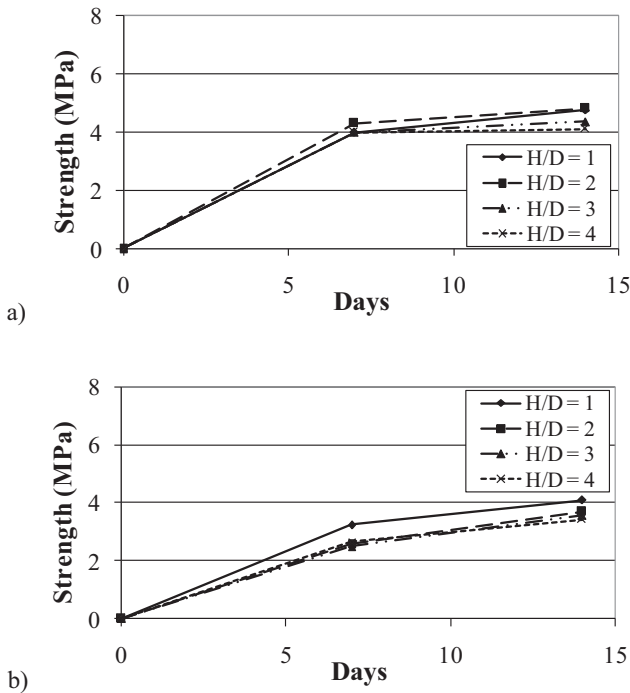 8
6
4
2
0
Strength (MPa)
H/D = 1
H/D = 2
H/D = 3
H/D = 4
0
5
10
15
Days
a)
8
6
4
2
0
Strength (MPa)
H/D = 1
H/D = 2
H/D = 3
H/D = 4
0
5
10
15
Days
b)